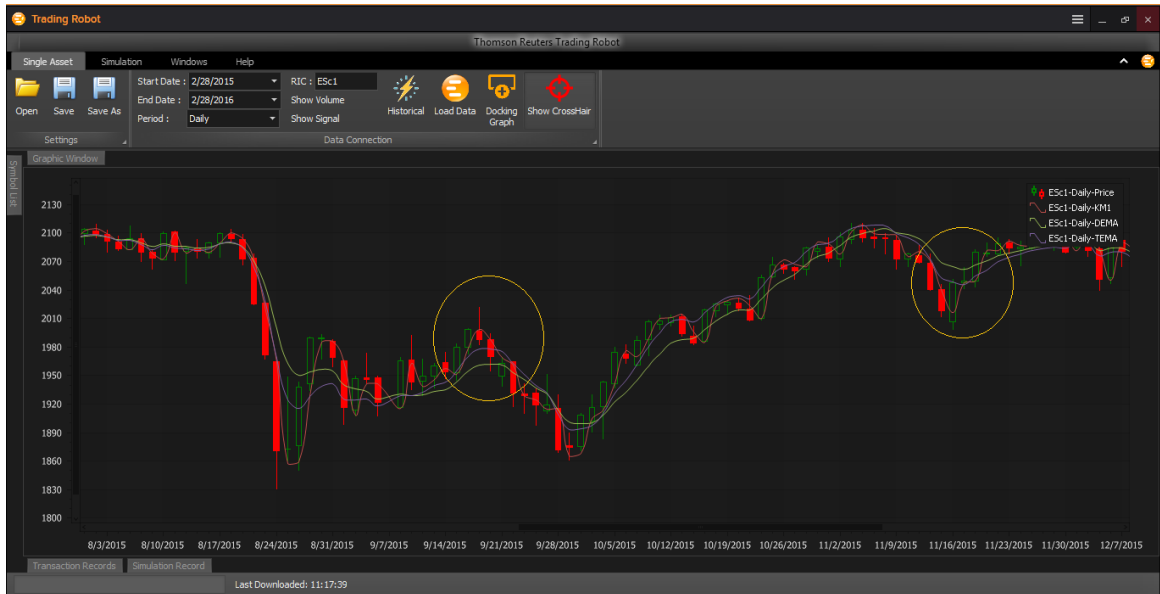 Trading Robot
Thomson Reuters Trading Robot
Single Asset Simulation Windows Help
Start Date : 2/28/2015 RIC : ESc1
End Date : 2/28/2016 Show Volume
Period : Daily Show Signal
Open Save Save As Historical Load Data Docking Graph Show CrossHair
Settings Data Connection
Symbol List
Graphic Window
ESc1-Daily-Price
ESc1-Daily-KM1
ESc1-Daily-DEMA
ESc1-Daily-TEMA
2130
2100
2070
2040
2010
1980
1950
1920
1890
1860
1830
1800
8/3/2015 8/10/2015 8/17/2015 8/24/2015 8/31/2015 9/7/2015 9/14/2015 9/21/2015 9/28/2015 10/5/2015 10/12/2015 10/19/2015 10/26/2015 11/2/2015 11/9/2015 11/16/2015 11/23/2015 11/30/2015 12/7/2015
Transaction Records Simulation Record
Last Downloaded: 11:17:39